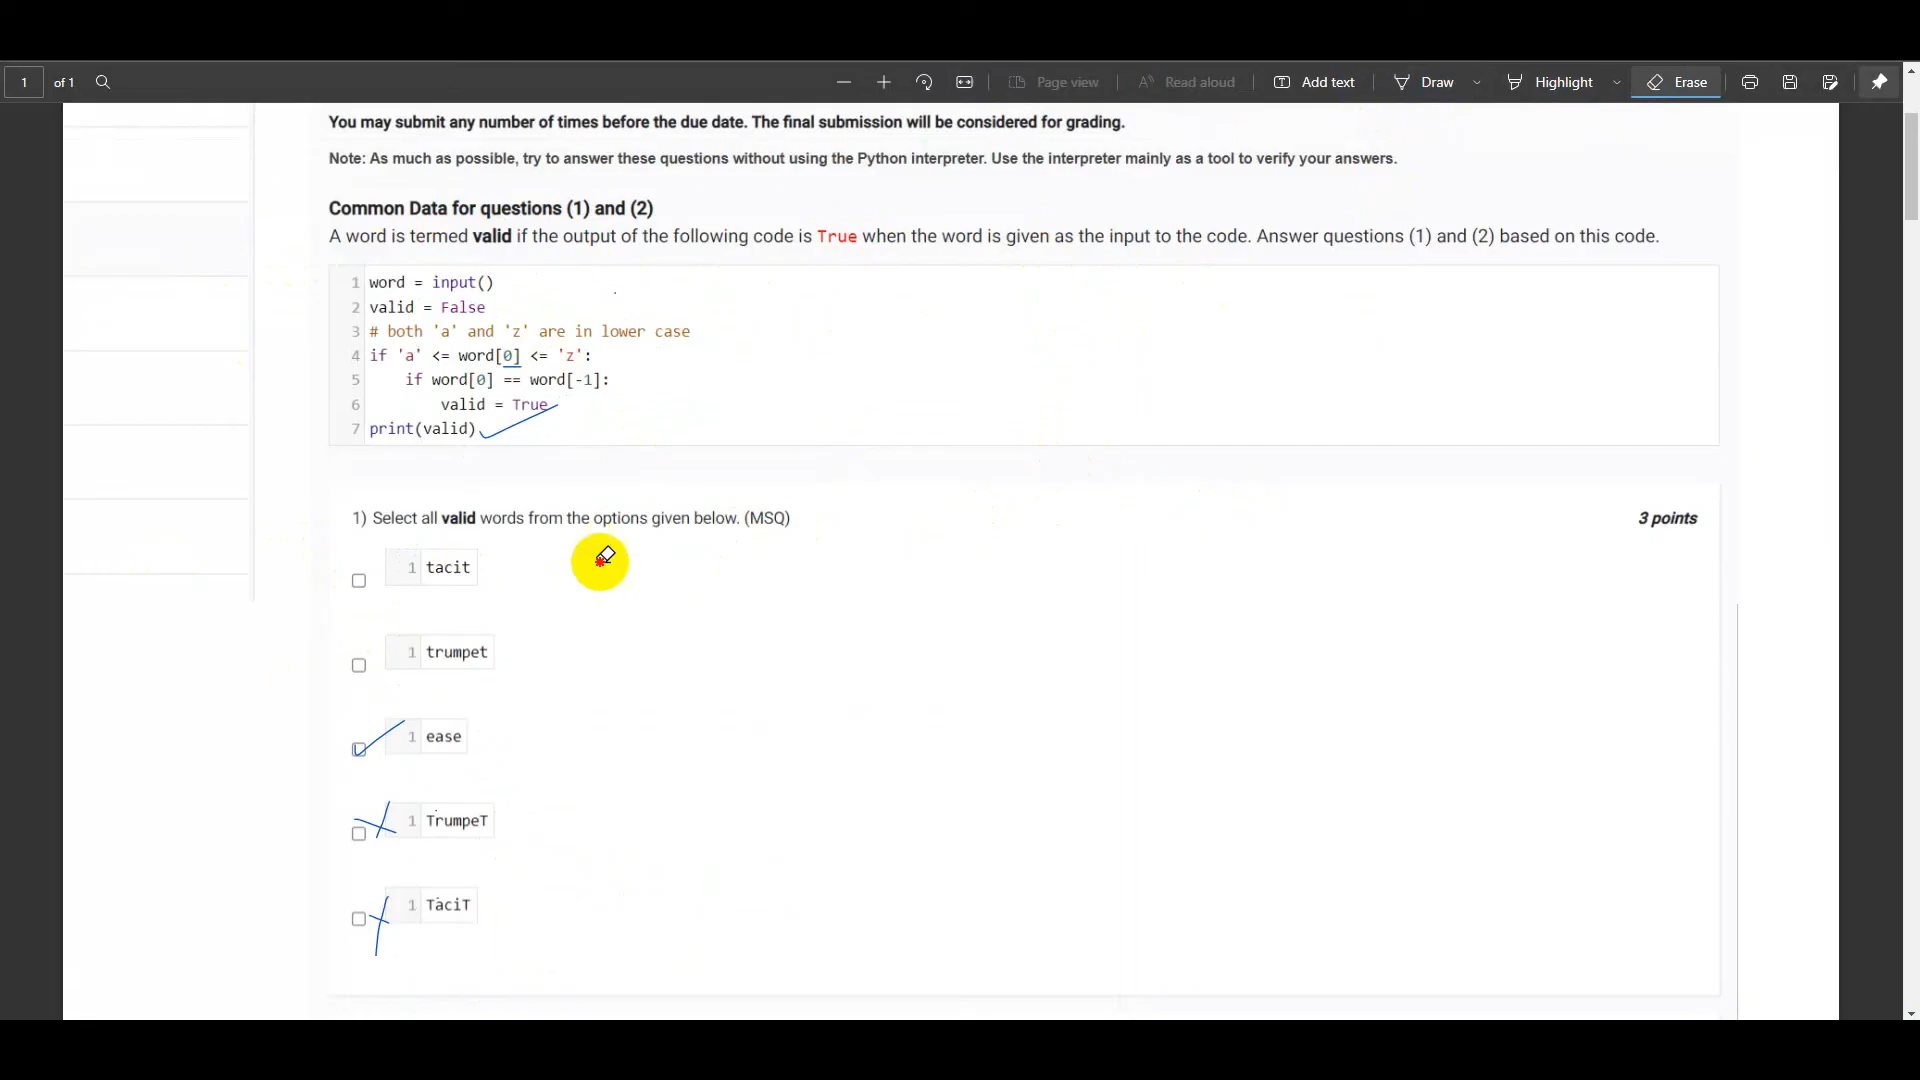 1 of 1 Page view Read aloud Add text Draw Highlight Erase
You may submit any number of times before the due date. The final submission will be considered for grading.
Note: As much as possible, try to answer these questions without using the Python interpreter. Use the interpreter mainly as a tool to verify your answers.
Common Data for questions (1) and (2)
A word is termed valid if the output of the following code is True when the word is given as the input to the code. Answer questions (1) and (2) based on this code.
1 word = input()
2 valid = False
3 # both 'a' and 'z' are in lower case
4 if 'a' <= word[0] <= 'z':
5 if word[0] == word[-1]:
6 valid = True
7 print(valid)
1) Select all valid words from the options given below. (MSQ) 3 points
1 tacit
1 trumpet
1 ease
1 TrumpeT
1 TaciT